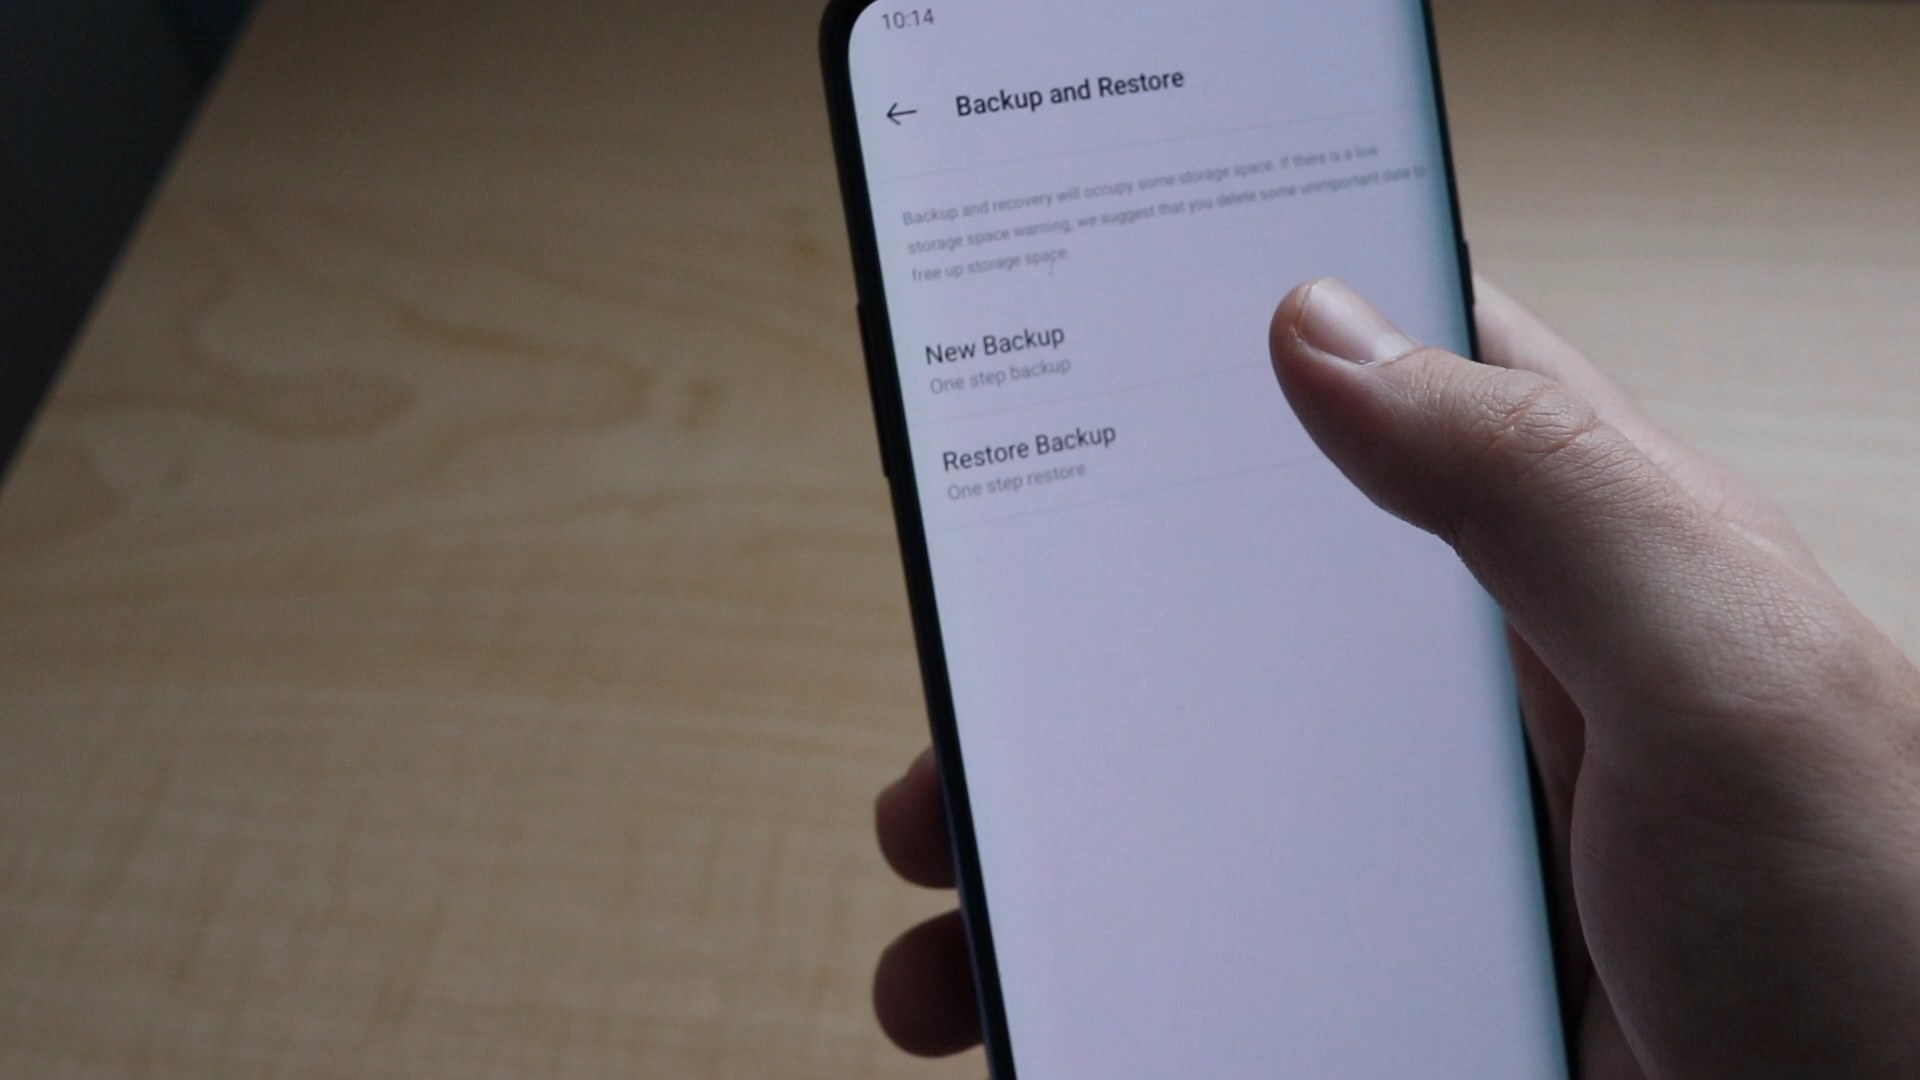 10:14
Backup and Restore
Backup and recovery will occupy some storage space. If there is a low
storage space warning, we suggest that you delete some unimportant data to
free up storage space.
New Backup
One step backup
Restore Backup
One step restore